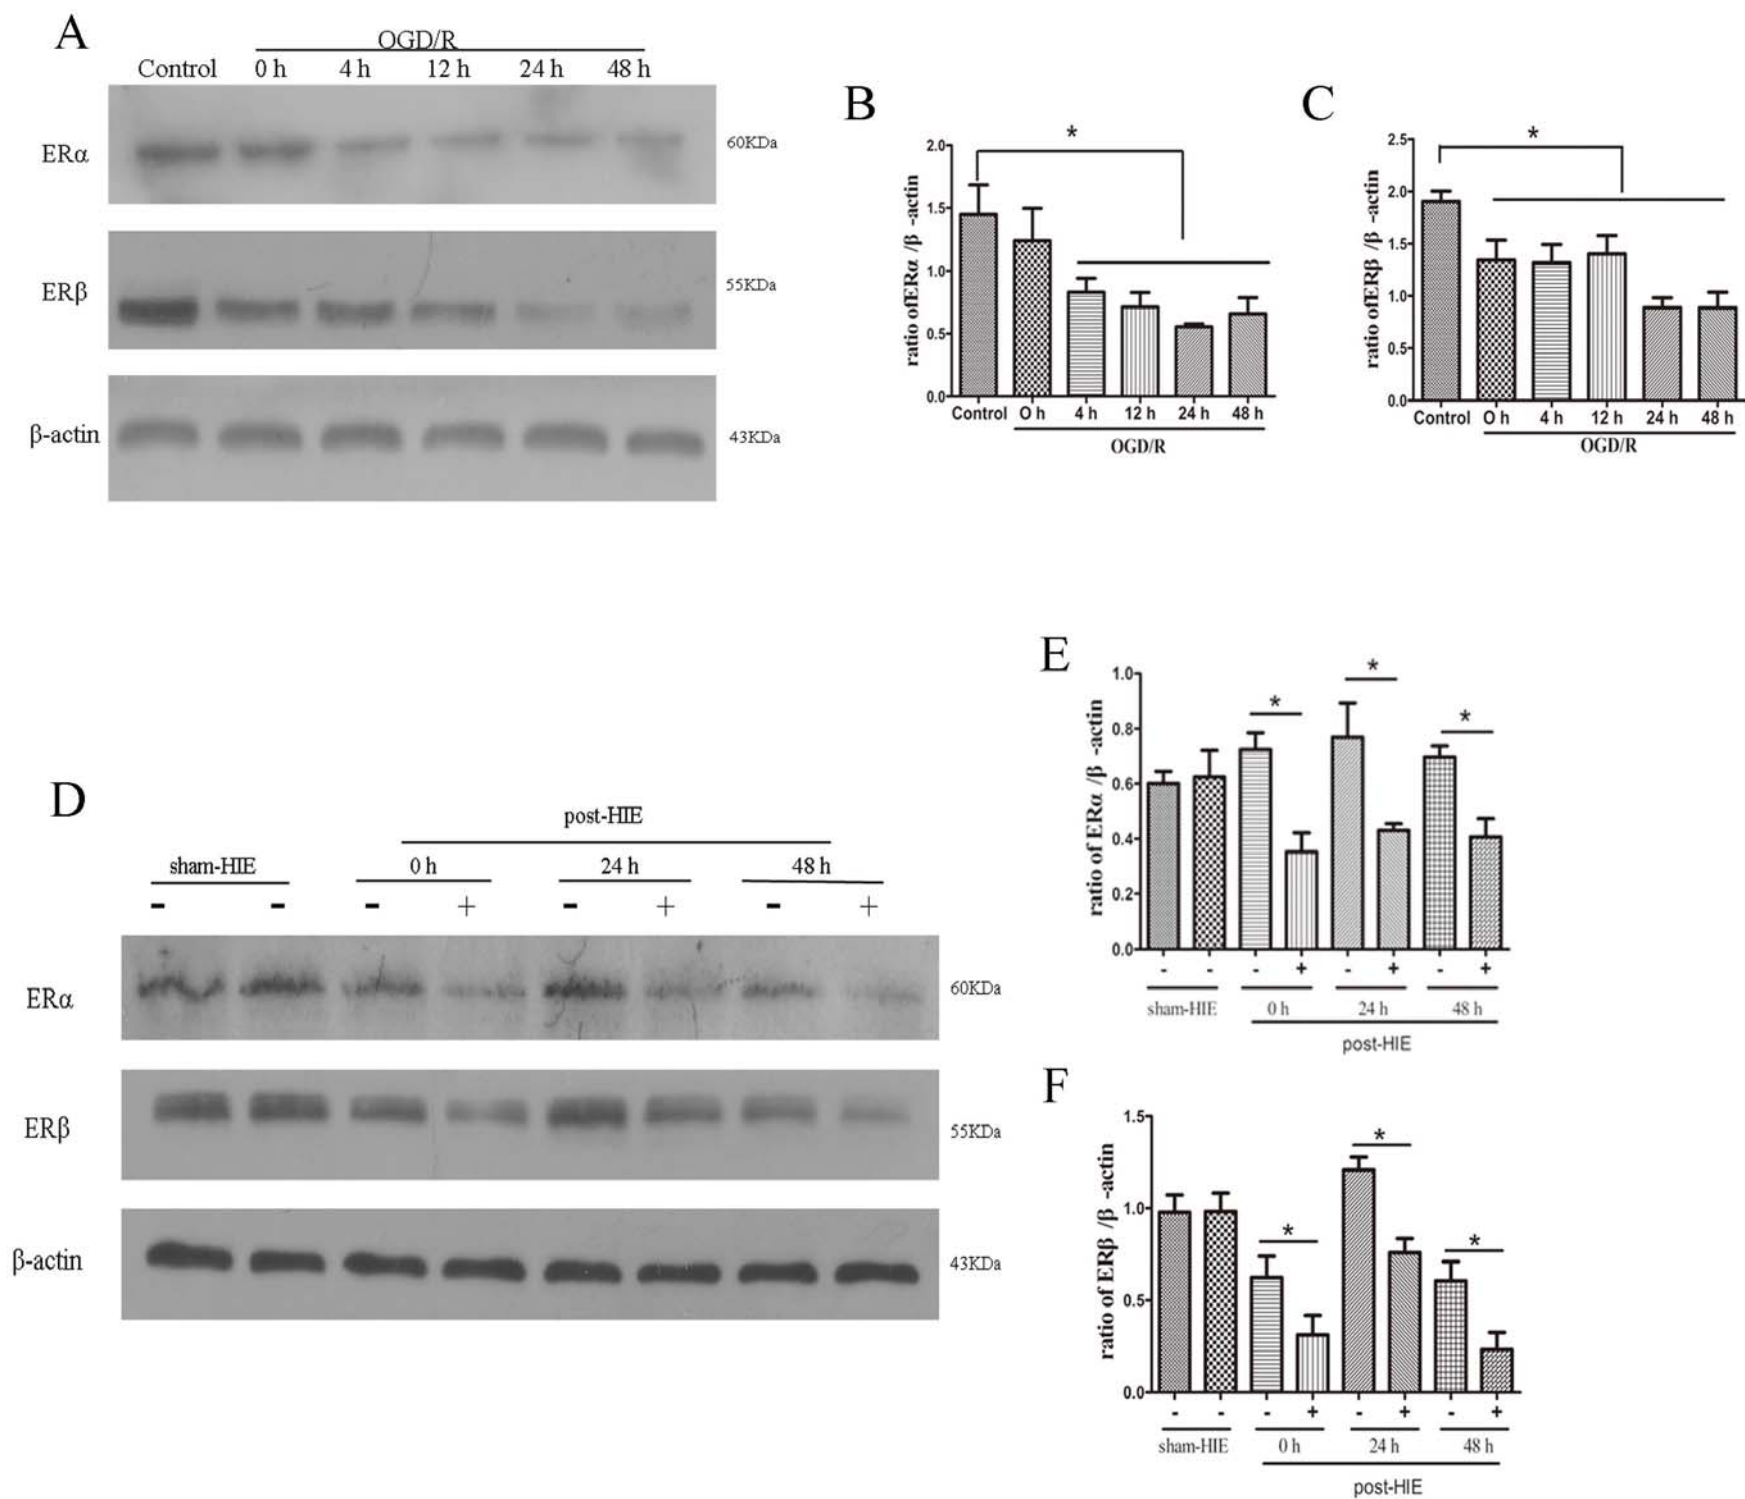 A
OGD/R
Control 0 h 4 h 12 h 24 h 48 h
ERα 60KDa
ERβ 55KDa
β-actin 43KDa
B
*
ratio ofERα /β -actin
2.0
1.5
1.0
0.5
0.0
Control O h 4 h 12 h 24 h 48 h
OGD/R
C
*
ratio ofERβ /β -actin
2.5
2.0
1.5
1.0
0.5
0.0
Control O h 4 h 12 h 24 h 48 h
OGD/R
D
post-HIE
sham-HIE 0 h 24 h 48 h
- - - + - + - +
ERα 60KDa
ERβ 55KDa
β-actin 43KDa
E
* * *
ratio of ERα /β -actin
1.0
0.8
0.6
0.4
0.2
0.0
- - - + - + - +
sham-HIE 0 h 24 h 48 h
post-HIE
F
* * *
ratio of ERβ /β -actin
1.5
1.0
0.5
0.0
- - - + - + - +
sham-HIE 0 h 24 h 48 h
post-HIE